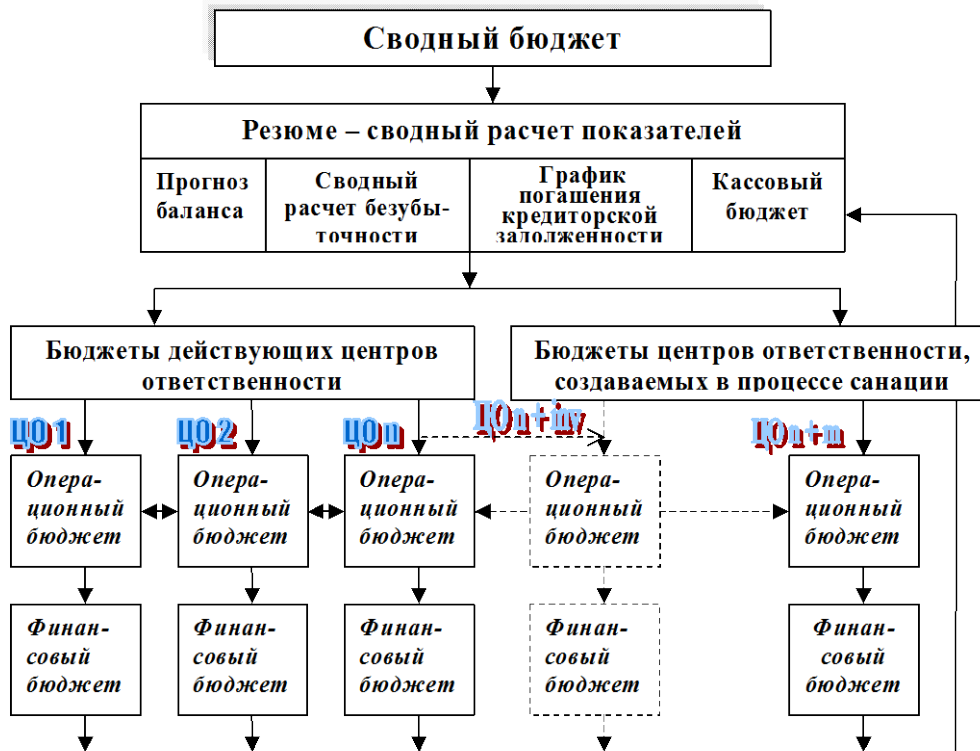 Сводный бюджет
Резюме – сводный расчет показателей
Прогноз
баланса
Сводный
расчет безубы-
точности
График
погашения
кредиторской
задолженности
Кассовый
бюджет
Бюджеты действующих центров
ответственности
Бюджеты центров ответственности,
создаваемых в процессе санации
ЦО1
ЦО2
ЦОn
ЦОn+inv
ЦОn+m
Опера-
ционный
бюджет
Опера-
ционный
бюджет
Опера-
ционный
бюджет
Опера-
ционный
бюджет
Опера-
ционный
бюджет
Финан-
совый
бюджет
Финан-
совый
бюджет
Финан-
совый
бюджет
Финан-
совый
бюджет
Финан-
совый
бюджет